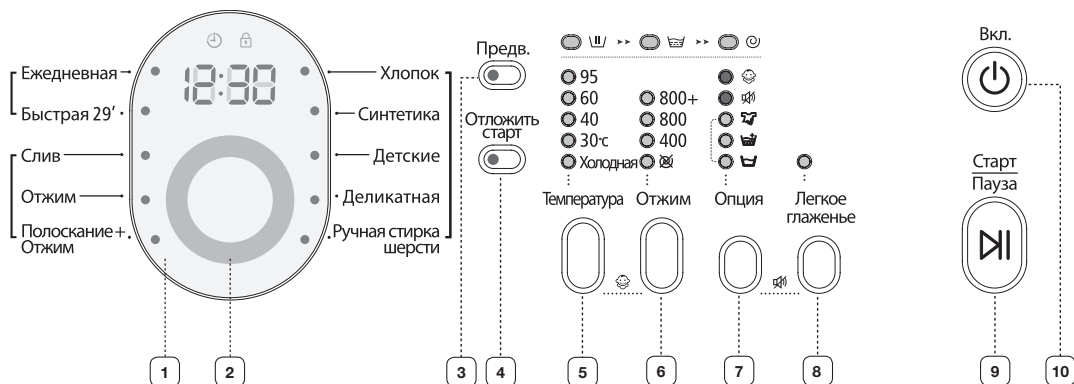 Ежедневная
Быстрая 29′
Слив
Отжим
Полоскание+
Отжим
12:30
Хлопок
Синтетика
Детские
Деликатная
Ручная стирка
шерсти
Предв.
Отложить
старт
95
60
40
30°c
Холодная
Температура
800+
800
400
Отжим
Опция
Легкое
глаженье
Вкл.
Старт
Пауза
1
2
3
4
5
6
7
8
9
10